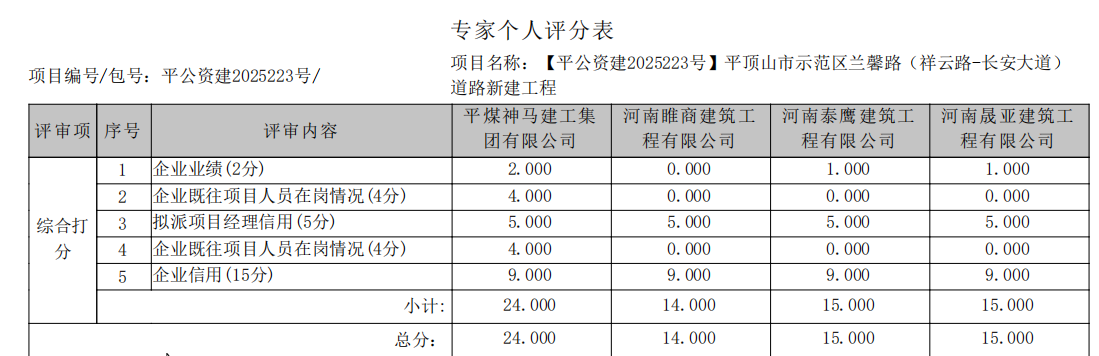 专家个人评分表
项目编号/包号：平公资建2025223号/
项目名称：【平公资建2025223号】平顶山市示范区兰馨路（祥云路-长安大道）
道路新建工程
评审项 序号 评审内容 平煤神马建工集 河南睢商建筑工 河南泰鹰建筑工 河南晟亚建筑工
团有限公司 程有限公司 程有限公司 程有限公司
1 企业业绩(2分) 2.000 0.000 1.000 1.000
2 企业既往项目人员在岗情况(4分) 4.000 0.000 0.000 0.000
综合打
分
3 拟派项目经理信用(5分) 5.000 5.000 5.000 5.000
4 企业既往项目人员在岗情况(4分) 4.000 0.000 0.000 0.000
5 企业信用(15分) 9.000 9.000 9.000 9.000
小计: 24.000 14.000 15.000 15.000
总分: 24.000 14.000 15.000 15.000